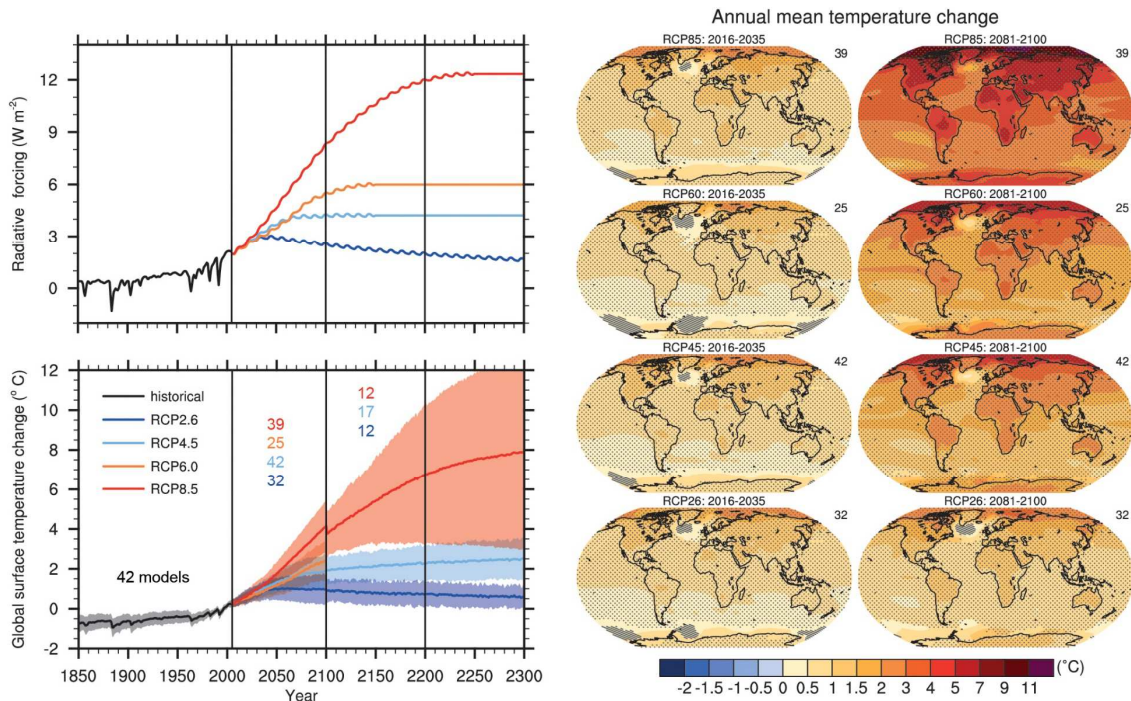 12
9
6
3
0
Radiative forcing (W m⁻²)
12
10
8
6
4
2
0
-2
Global surface temperature change (° C)
historical
RCP2.6
RCP4.5
RCP6.0
RCP8.5
39
25
42
32
12
17
12
42 models
1850 1900 1950 2000 2050 2100 2150 2200 2250 2300
Year
Annual mean temperature change
RCP85: 2016-2035 39 RCP85: 2081-2100 39
RCP60: 2016-2035 25 RCP60: 2081-2100 25
RCP45: 2016-2035 42 RCP45: 2081-2100 42
RCP26: 2016-2035 32 RCP26: 2081-2100 32
(°C)
-2 -1.5 -1 -0.5 0 0.5 1 1.5 2 3 4 5 7 9 11